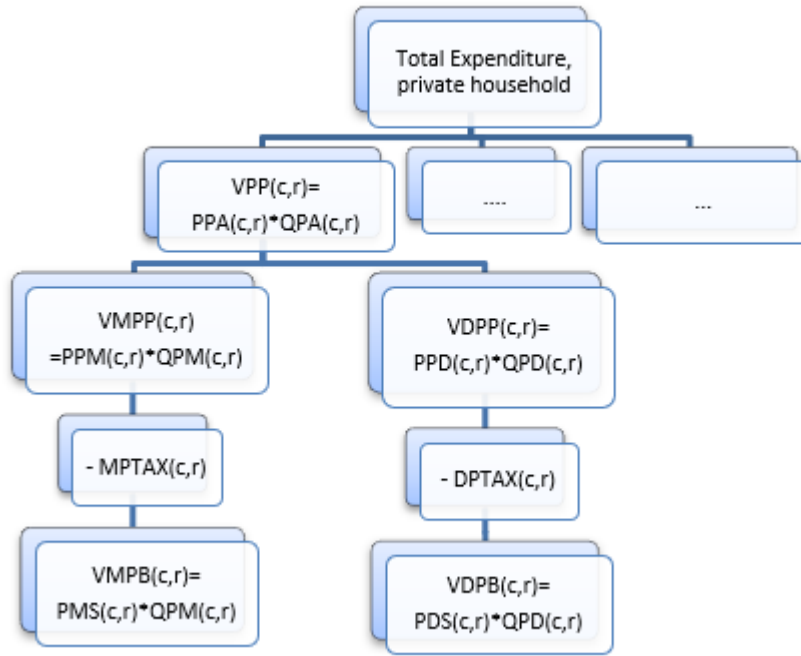 Total Expenditure,
private household
VPP(c,r)=
PPA(c,r)*QPA(c,r)
....
...
VMPP(c,r)
=PPM(c,r)*QPM(c,r)
VDPP(c,r)=
PPD(c,r)*QPD(c,r)
- MPTAX(c,r)
- DPTAX(c,r)
VMPB(c,r)=
PMS(c,r)*QPM(c,r)
VDPB(c,r)=
PDS(c,r)*QPD(c,r)